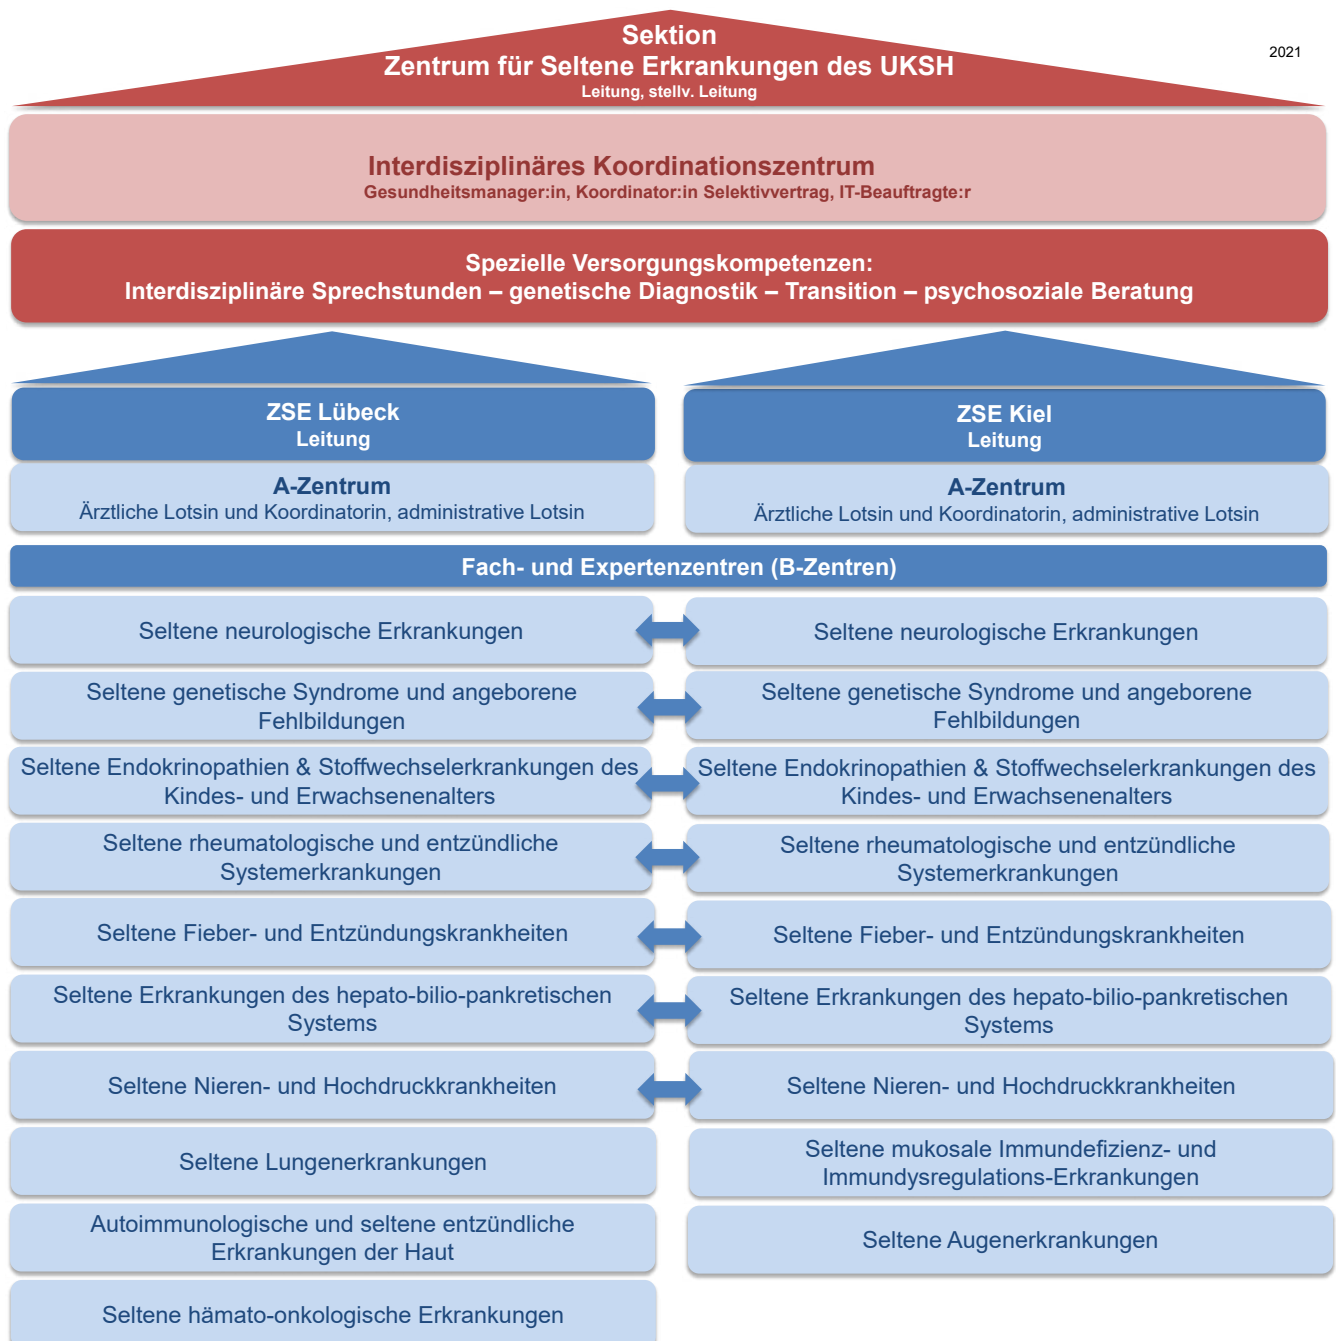 Sektion
Zentrum für Seltene Erkrankungen des UKSH
Leitung, stellv. Leitung
2021
Interdisziplinäres Koordinationszentrum
Gesundheitsmanager:in, Koordinator:in Selektivvertrag, IT-Beauftragte:r
Spezielle Versorgungskompetenzen:
Interdisziplinäre Sprechstunden – genetische Diagnostik – Transition – psychosoziale Beratung
ZSE Lübeck
Leitung
ZSE Kiel
Leitung
A-Zentrum
Ärztliche Lotsin und Koordinatorin, administrative Lotsin
A-Zentrum
Ärztliche Lotsin und Koordinatorin, administrative Lotsin
Fach- und Expertenzentren (B-Zentren)
Seltene neurologische Erkrankungen
Seltene neurologische Erkrankungen
Seltene genetische Syndrome und angeborene
Fehlbildungen
Seltene genetische Syndrome und angeborene
Fehlbildungen
Seltene Endokrinopathien & Stoffwechselerkrankungen des
Kindes- und Erwachsenenalters
Seltene Endokrinopathien & Stoffwechselerkrankungen des
Kindes- und Erwachsenenalters
Seltene rheumatologische und entzündliche
Systemerkrankungen
Seltene rheumatologische und entzündliche
Systemerkrankungen
Seltene Fieber- und Entzündungskrankheiten
Seltene Fieber- und Entzündungskrankheiten
Seltene Erkrankungen des hepato-bilio-pankretischen
Systems
Seltene Erkrankungen des hepato-bilio-pankretischen
Systems
Seltene Nieren- und Hochdruckkrankheiten
Seltene Nieren- und Hochdruckkrankheiten
Seltene Lungenerkrankungen
Seltene mukosale Immundefizienz- und
Immundysregulations-Erkrankungen
Autoimmunologische und seltene entzündliche
Erkrankungen der Haut
Seltene Augenerkrankungen
Seltene hämato-onkologische Erkrankungen